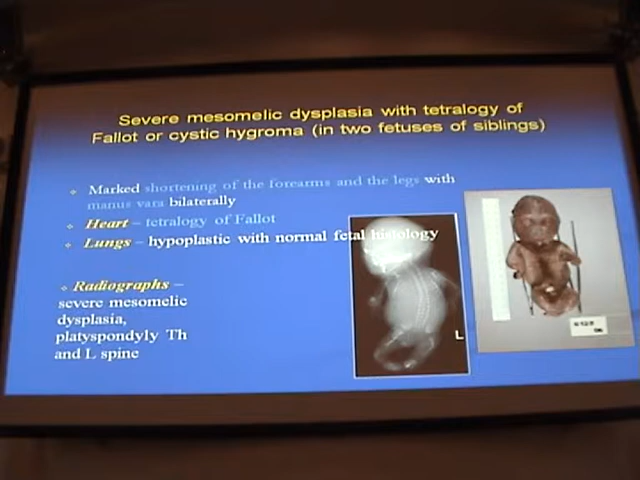 Severe mesomelic dysplasia with tetralogy of
Fallot or cystic hygroma (in two fetuses of siblings)
Marked shortening of the forearms and the legs with
manus vara bilaterally
Heart – tetralogy of Fallot
Lungs – hypoplastic with normal fetal histology
Radiographs –
severe mesomelic
dysplasia,
platyspondyly Th
and L spine
L